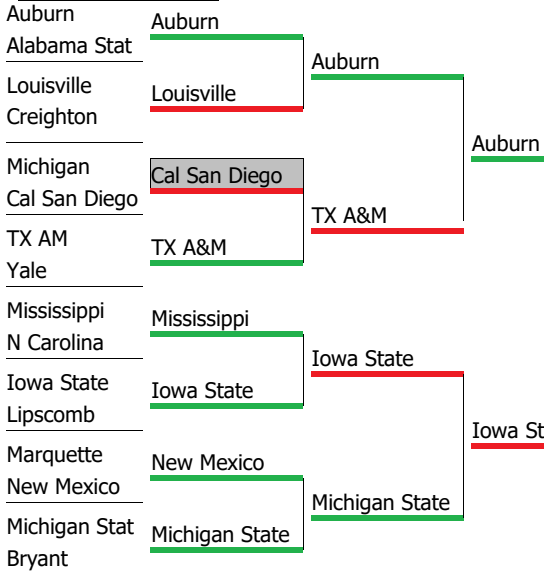 Auburn
Alabama Stat
Louisville
Creighton
Michigan
Cal San Diego
TX AM
Yale
Mississippi
N Carolina
Iowa State
Lipscomb
Marquette
New Mexico
Michigan Stat
Bryant
Auburn
Louisville
Cal San Diego
TX A&M
Mississippi
Iowa State
New Mexico
Michigan State
Auburn
TX A&M
Iowa State
Michigan State
Auburn
Iowa St